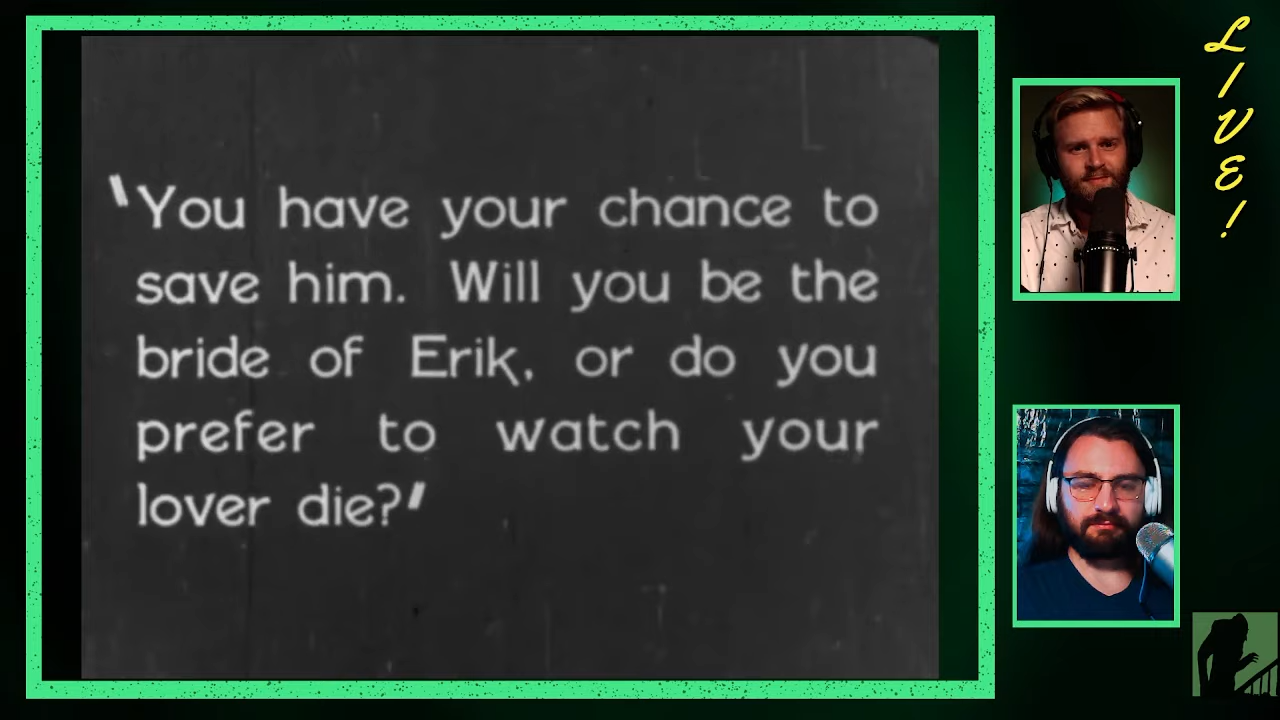 'You have your chance to
save him. Will you be the
bride of Erik, or do you
prefer to watch your
lover die?'
LIVE!